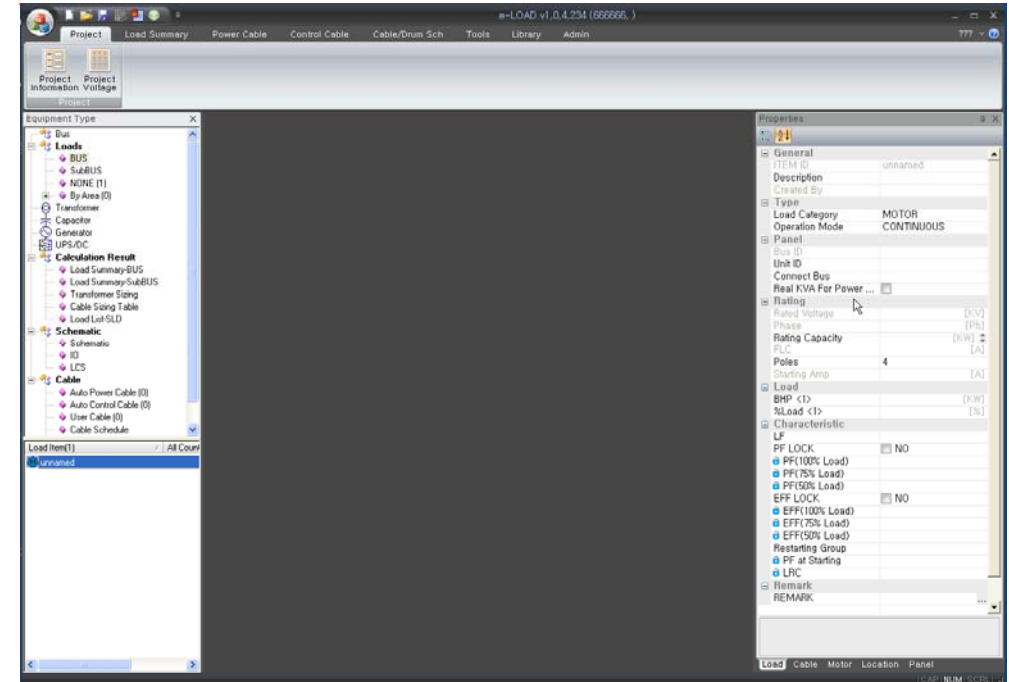 e-LOAD v1,0,4,234 (666666, )
Project Load Summary Power Cable Control Cable Cable/Drum Sch Tools Library Admin ???
Project Information
Project Voltage
Project
Equipment Type
Bus
Loads
BUS
SubBUS
NONE (1)
By Area (0)
Transformer
Capacitor
Generator
UPS/DC
Calculation Result
Load Summary-BUS
Load Summary-SubBUS
Transformer Sizing
Cable Sizing Table
Load List-SLD
Schematic
Schematic
IO
LCS
Cable
Auto Power Cable (0)
Auto Control Cable (0)
User Cable (0)
Cable Schedule
Load Item(1) All Coun
unnamed
Properties
General
ITEM ID unnamed
Description
Created By
Type
Load Category MOTOR
Operation Mode CONTINUOUS
Panel
Bus ID
Unit ID
Connect Bus
Real KVA For Power ...
Rating
Rated Voltage [KV]
Phase [Ph]
Rating Capacity [KW]
FLC [A]
Poles 4
Starting Amp [A]
Load
BHP <1> [KW]
%Load <1> [%]
Characteristic
LF
PF LOCK NO
PF(100% Load)
PF(75% Load)
PF(50% Load)
EFF LOCK NO
EFF(100% Load)
EFF(75% Load)
EFF(50% Load)
Restarting Group
PF at Starting
LRC
Remark
REMARK ...
Load Cable Motor Location Panel
CAP NUM SCRL